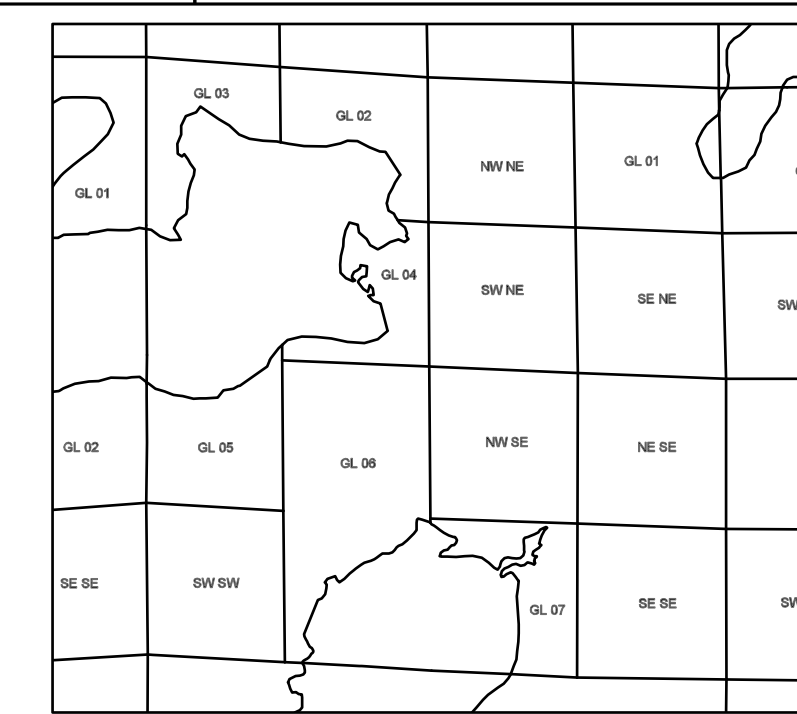 GL 03
GL 02
NW NE
GL 01
GL 01
GL 04
SW NE
SE NE
SW
GL 02
GL 05
GL 06
NW SE
NE SE
SE SE
SW SW
GL 07
SE SE
SW